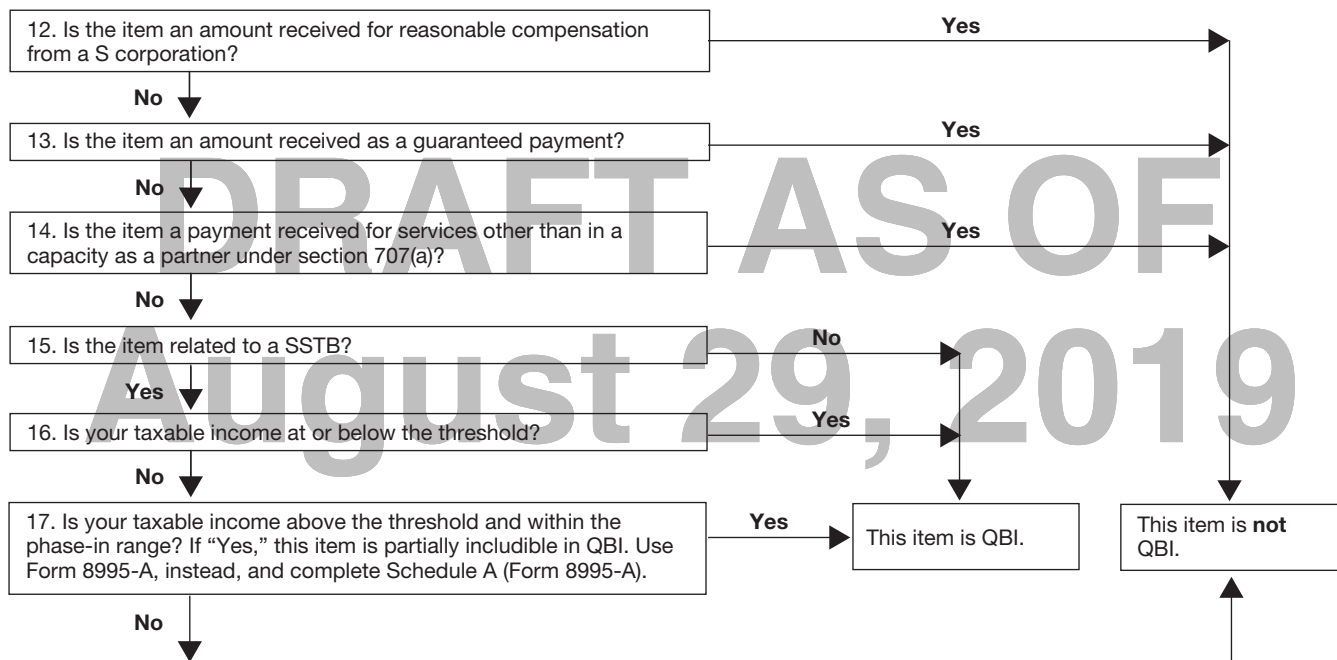 12. Is the item an amount received for reasonable compensation
from a S corporation?
Yes
No
13. Is the item an amount received as a guaranteed payment?
Yes
No
14. Is the item a payment received for services other than in a
capacity as a partner under section 707(a)?
Yes
No
15. Is the item related to a SSTB?
No
Yes
16. Is your taxable income at or below the threshold?
Yes
No
17. Is your taxable income above the threshold and within the
phase-in range? If “Yes,” this item is partially includible in QBI. Use
Form 8995-A, instead, and complete Schedule A (Form 8995-A).
Yes
This item is QBI.
This item is not
QBI.
No
DRAFT AS OF
August 29, 2019